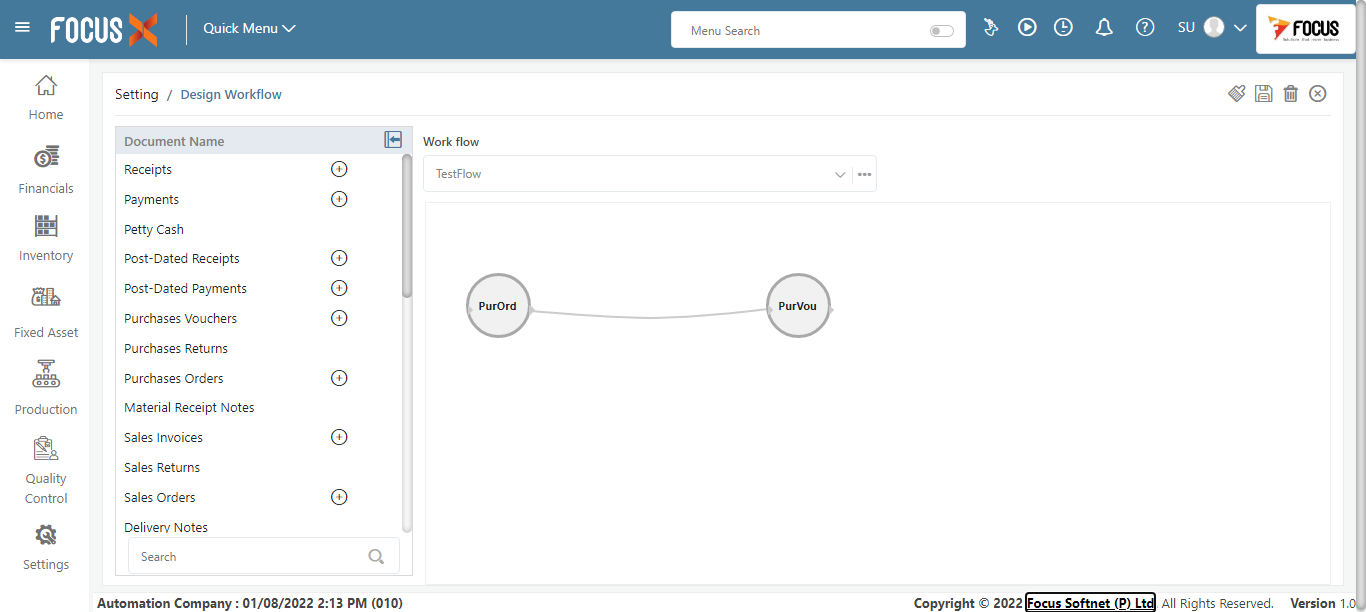 FOCUS X
Quick Menu
Menu Search
SU
FOCUS
Setting / Design Workflow
Home
Financials
Inventory
Fixed Asset
Production
Quality
Control
Settings
Document Name
Receipts
Payments
Petty Cash
Post-Dated Receipts
Post-Dated Payments
Purchases Vouchers
Purchases Returns
Purchases Orders
Material Receipt Notes
Sales Invoices
Sales Returns
Sales Orders
Delivery Notes
Search
Work flow
TestFlow
PurOrd
PurVou
Automation Company : 01/08/2022 2:13 PM (010)
Copyright © 2022 Focus Softnet (P) Ltd. All Rights Reserved. Version 1.0